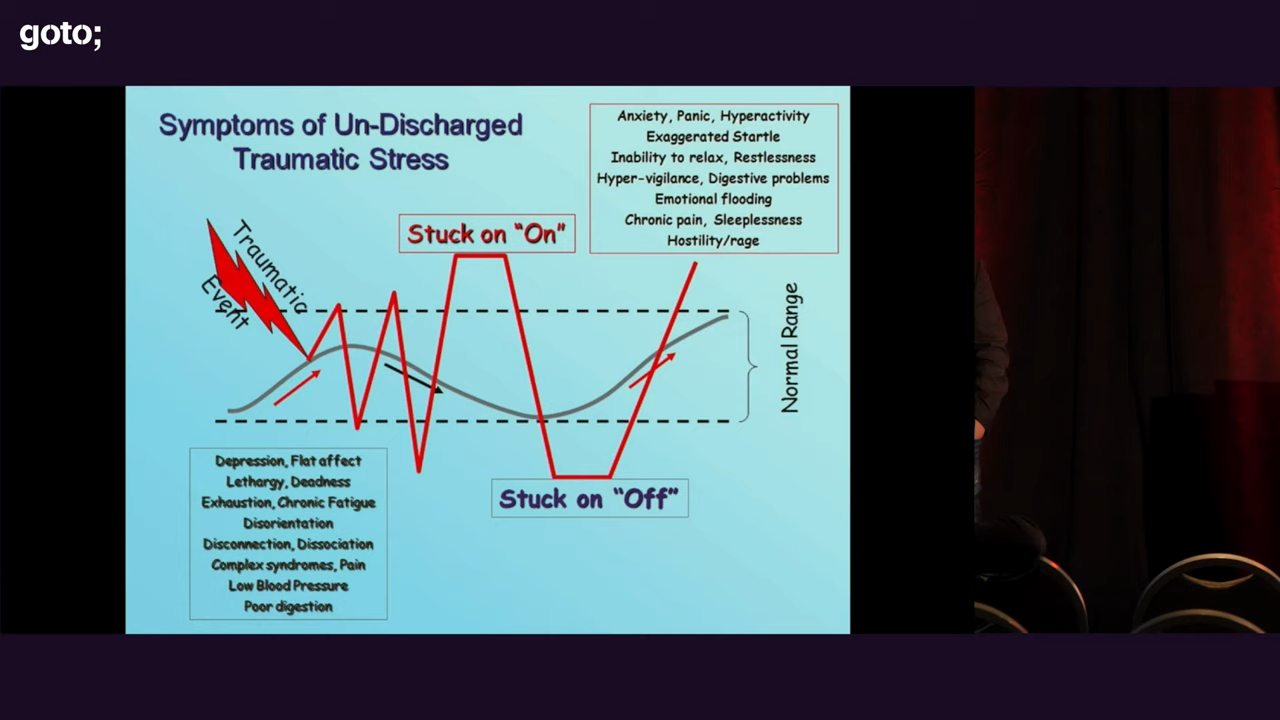 goto;
Symptoms of Un-Discharged
Traumatic Stress
Anxiety, Panic, Hyperactivity
Exaggerated Startle
Inability to relax, Restlessness
Hyper-vigilance, Digestive problems
Emotional flooding
Chronic pain, Sleeplessness
Hostility/rage
Stuck on “On”
Traumatic
Event
Normal Range
Depression, Flat affect
Lethargy, Deadness
Exhaustion, Chronic Fatigue
Disorientation
Disconnection, Dissociation
Complex syndromes, Pain
Low Blood Pressure
Poor digestion
Stuck on “Off”